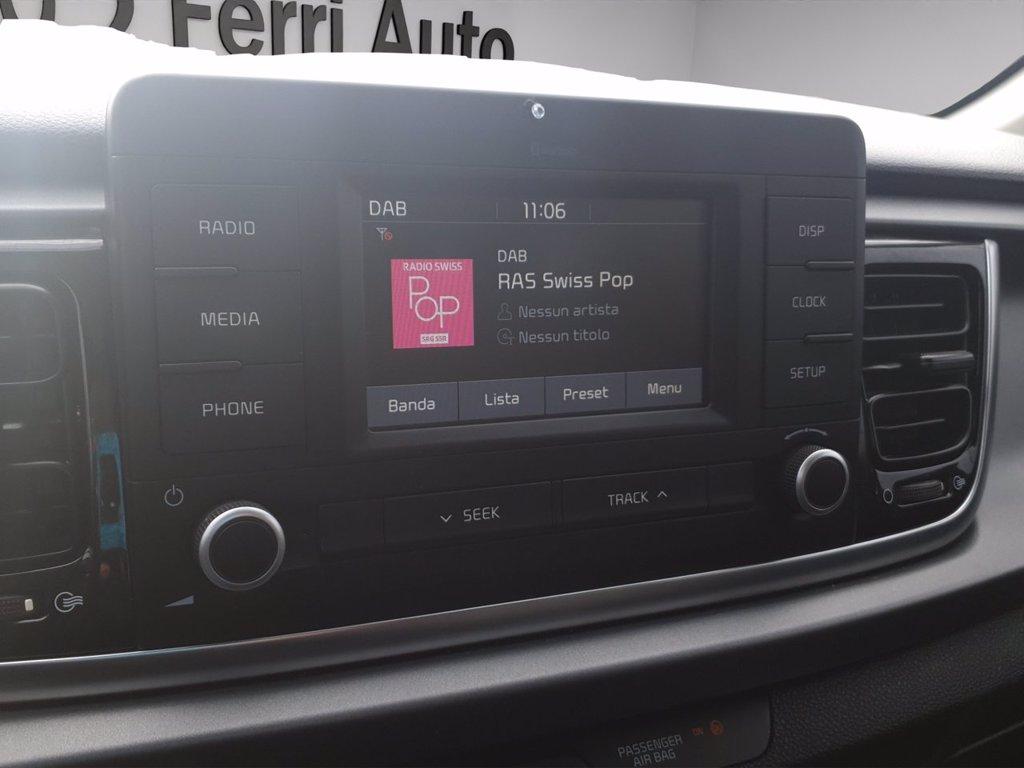 Ferri Auto
RADIO
MEDIA
PHONE
DAB
11:06
RADIO SWISS
POP
SRG SSR
DAB
RAS Swiss Pop
Nessun artista
Nessun titolo
Banda
Lista
Preset
Menu
DISP
CLOCK
SETUP
SEEK
TRACK
PASSENGER
AIR BAG
ON